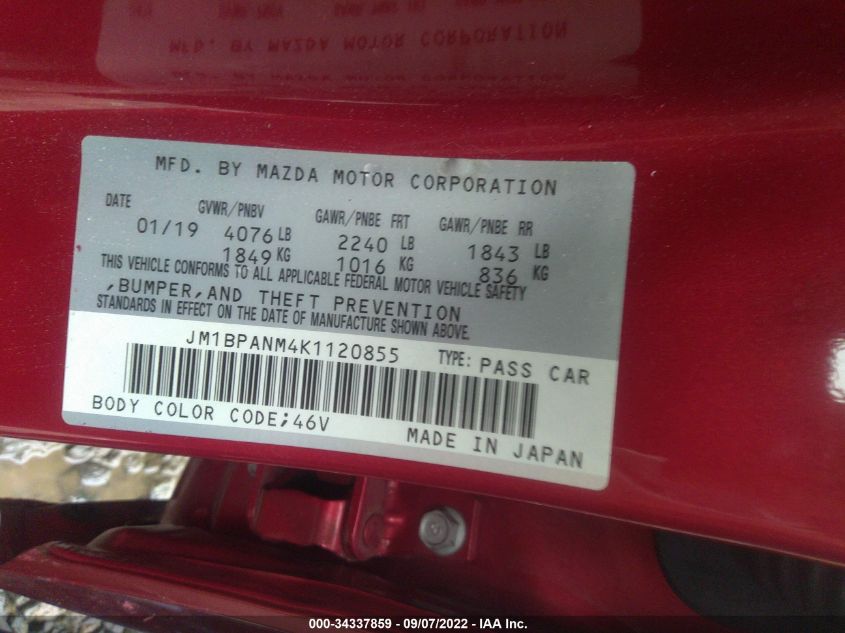 MFD. BY MAZDA MOTOR CORPORATION
DATE GVWR/PNBV GAWR/PNBE FRT GAWR/PNBE RR
01/19 4076 LB 2240 LB 1843 LB
1849 KG 1016 KG 836 KG
THIS VEHICLE CONFORMS TO ALL APPLICABLE FEDERAL MOTOR VEHICLE SAFETY
,BUMPER,AND THEFT PREVENTION
STANDARDS IN EFFECT ON THE DATE OF MANUFACTURE SHOWN ABOVE.
JM1BPANM4K1120855 TYPE: PASS CAR
BODY COLOR CODE;46V
MADE IN JAPAN
000-34337859 - 09/07/2022 - IAA Inc.